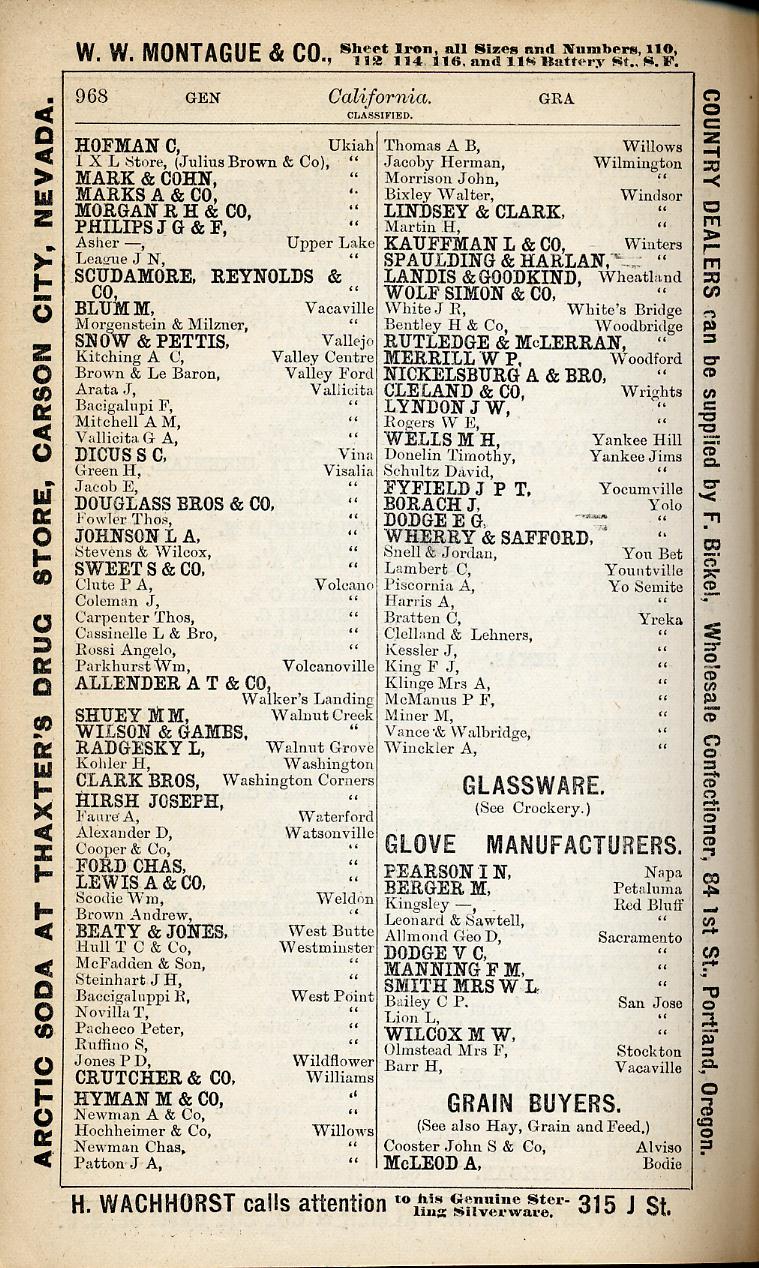 W. W. MONTAGUE & CO., Sheet Iron, all Sizes and Numbers, 110,
112 114, 116, and 118 Battery St., S. F.
968 GEN California. GRA
CLASSIFIED.
HOFMAN C, Ukiah
I X L Store, (Julius Brown & Co), “
MARK & COHN, “
MARKS A & CO, “
MORGAN R H & CO, “
PHILIPS J G & F, “
Asher —, Upper Lake
League J N, “
SCUDAMORE, REYNOLDS &
CO, “
BLUM M, Vacaville
Morgenstein & Milzner, “
SNOW & PETTIS, Vallejo
Kitching A C, Valley Centre
Brown & Le Baron, Valley Ford
Arata J, Vallicita
Bacigalupi F, “
Mitchell A M, “
Vallicita G A, “
DICUS S C, Vina
Green H, Visalia
Jacob E, “
DOUGLASS BROS & CO, “
Fowler Thos, “
JOHNSON L A, “
Stevens & Wilcox, “
SWEET S & CO, “
Clute P A, Volcano
Coleman J, “
Carpenter Thos, “
Cassinelle L & Bro, “
Rossi Angelo, “
Parkhurst Wm, Volcanoville
ALLENDER A T & CO,
Walker's Landing
SHUEY M M, Walnut Creek
WILSON & GAMBS, “
RADGESKY L, Walnut Grove
Kohler H, Washington
CLARK BROS, Washington Corners
HIRSH JOSEPH, “
Faure A, Waterford
Alexander D, Watsonville
Cooper & Co, “
FORD CHAS, “
LEWIS A & CO, “
Scodie Wm, Weldon
Brown Andrew, “
BEATY & JONES, West Butte
Hull T C & Co, Westminster
McFadden & Son, “
Steinhart J H, “
Baccigaluppi R, West Point
Novilla T, “
Pacheco Peter, “
Ruffino S, “
Jones P D, Wildflower
CRUTCHER & CO, Williams
HYMAN M & CO, “
Newman A & Co, “
Hochheimer & Co, Willows
Newman Chas, “
Patton J A, “
Thomas A B, Willows
Jacoby Herman, Wilmington
Morrison John, “
Bixley Walter, Windsor
LINDSEY & CLARK, “
Martin H, “
KAUFFMAN L & CO, Winters
SPAULDING & HARLAN, “
LANDIS & GOODKIND, Wheatland
WOLF SIMON & CO, “
White J R, White's Bridge
Bentley H & Co, Woodbridge
RUTLEDGE & McLERRAN, “
MERRILL W P, Woodford
NICKELSBURG A & BRO, “
CLELAND & CO, Wrights
LYNDON J W, “
Rogers W E, “
WELLS M H, Yankee Hill
Donelin Timothy, Yankee Jims
Schultz David, “
FYFIELD J P T, Yocumville
BORACH J, Yolo
DODGE E G, “
WHERRY & SAFFORD, “
Snell & Jordan, You Bet
Lambert C, Yountville
Piscornia A, Yo Semite
Harris A, “
Bratten C, Yreka
Clelland & Lehners, “
Kessler J, “
King F J, “
Klinge Mrs A, “
McManus P F, “
Miner M, “
Vance & Walbridge, “
Winckler A, “
GLASSWARE.
(See Crockery.)
GLOVE MANUFACTURERS.
PEARSON I N, Napa
BERGER M, Petaluma
Kingsley —, Red Bluff
Leonard & Sawtell, “
Allmond Geo D, Sacramento
DODGE V C, “
MANNING F M, “
SMITH MRS W L “
Bailey C P. San Jose
Lion L, “
WILCOX M W, “
Olmstead Mrs F, Stockton
Barr H, Vacaville
GRAIN BUYERS.
(See also Hay, Grain and Feed.)
Cooster John S & Co, Alviso
McLEOD A, Bodie
H. WACHHORST calls attention to his Genuine Ster-
ling Silverware. 315 J St.
ARCTIC SODA AT THAXTER'S DRUG STORE, CARSON CITY, NEVADA.
COUNTRY DEALERS can be supplied by F. Bickel, Wholesale Confectioner, 84 1st St., Portland, Oregon.